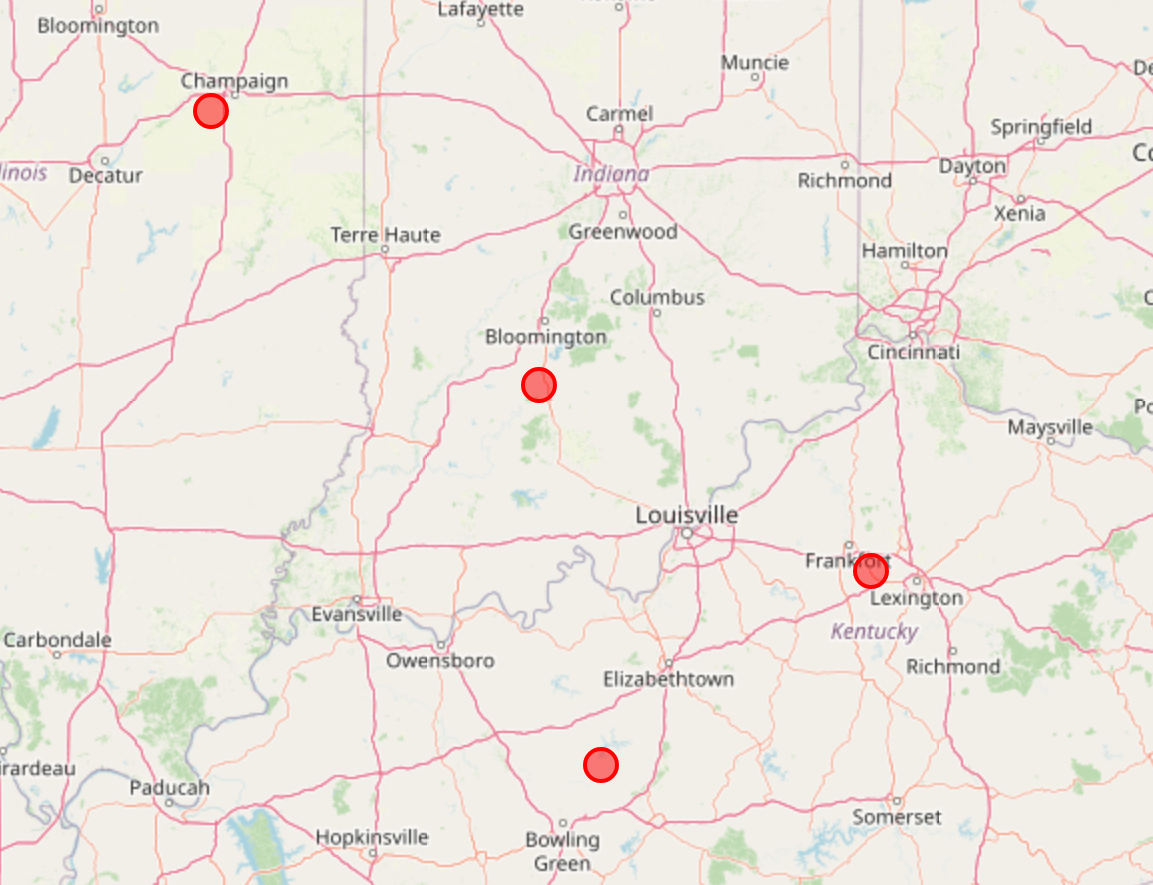 Lafayette
Bloomington
Muncie
De
Champaign
Carmel
Springfield
Co
linois
Decatur
Indiana
Richmond
Dayton
Xenia
Terre Haute
Greenwood
Hamilton
Columbus
C
Bloomington
Cincinnati
Po
Maysville
Louisville
Frankfort
Lexington
Evansville
Kentucky
Carbondale
Owensboro
Richmond
Elizabethtown
irardeau
Paducah
Somerset
Hopkinsville
Bowling
Green